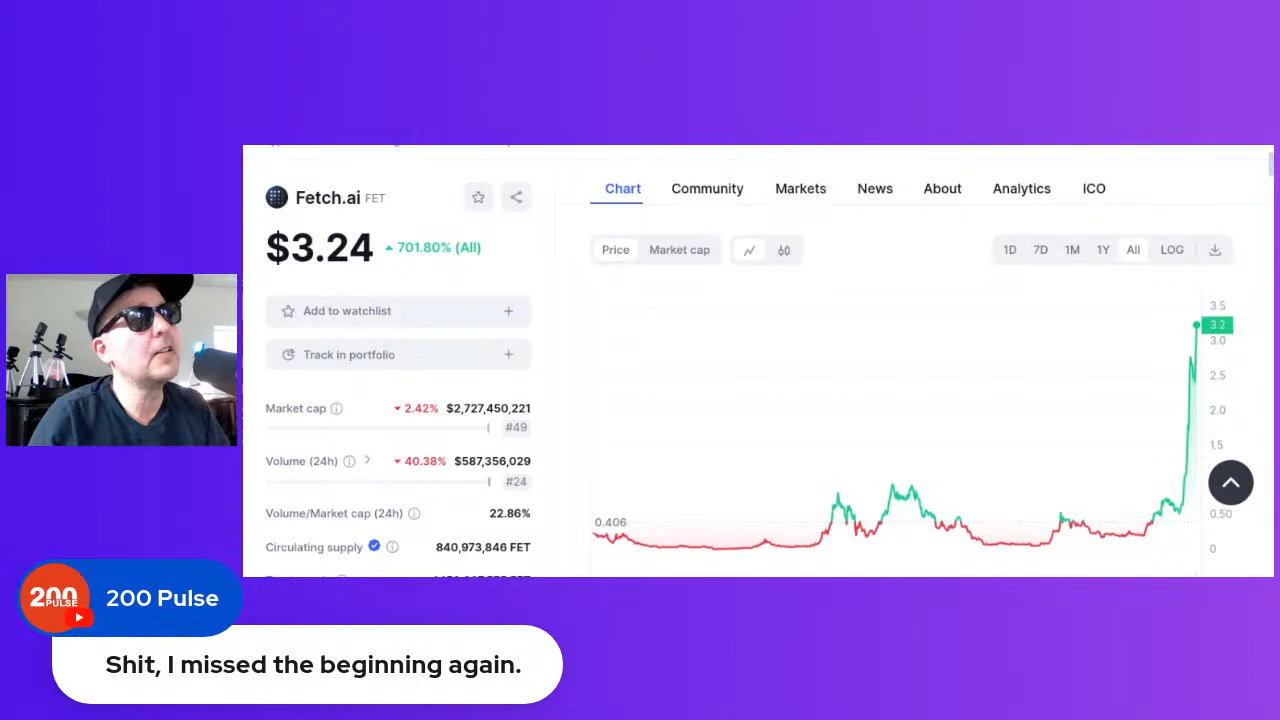 Fetch.ai FET
$3.24 701.80% (All)
Add to watchlist +
Track in portfolio +
Market cap 2.42% $2,727,450,221
#49
Volume (24h) 40.38% $587,356,029
#24
Volume/Market cap (24h) 22.86%
Circulating supply 840,973,846 FET
Chart Community Markets News About Analytics ICO
Price Market cap
1D 7D 1M 1Y All LOG
3.5
3.2
3.0
2.5
2.0
1.5
0.50
0
0.406
200 PULSE
200 Pulse
Shit, I missed the beginning again.